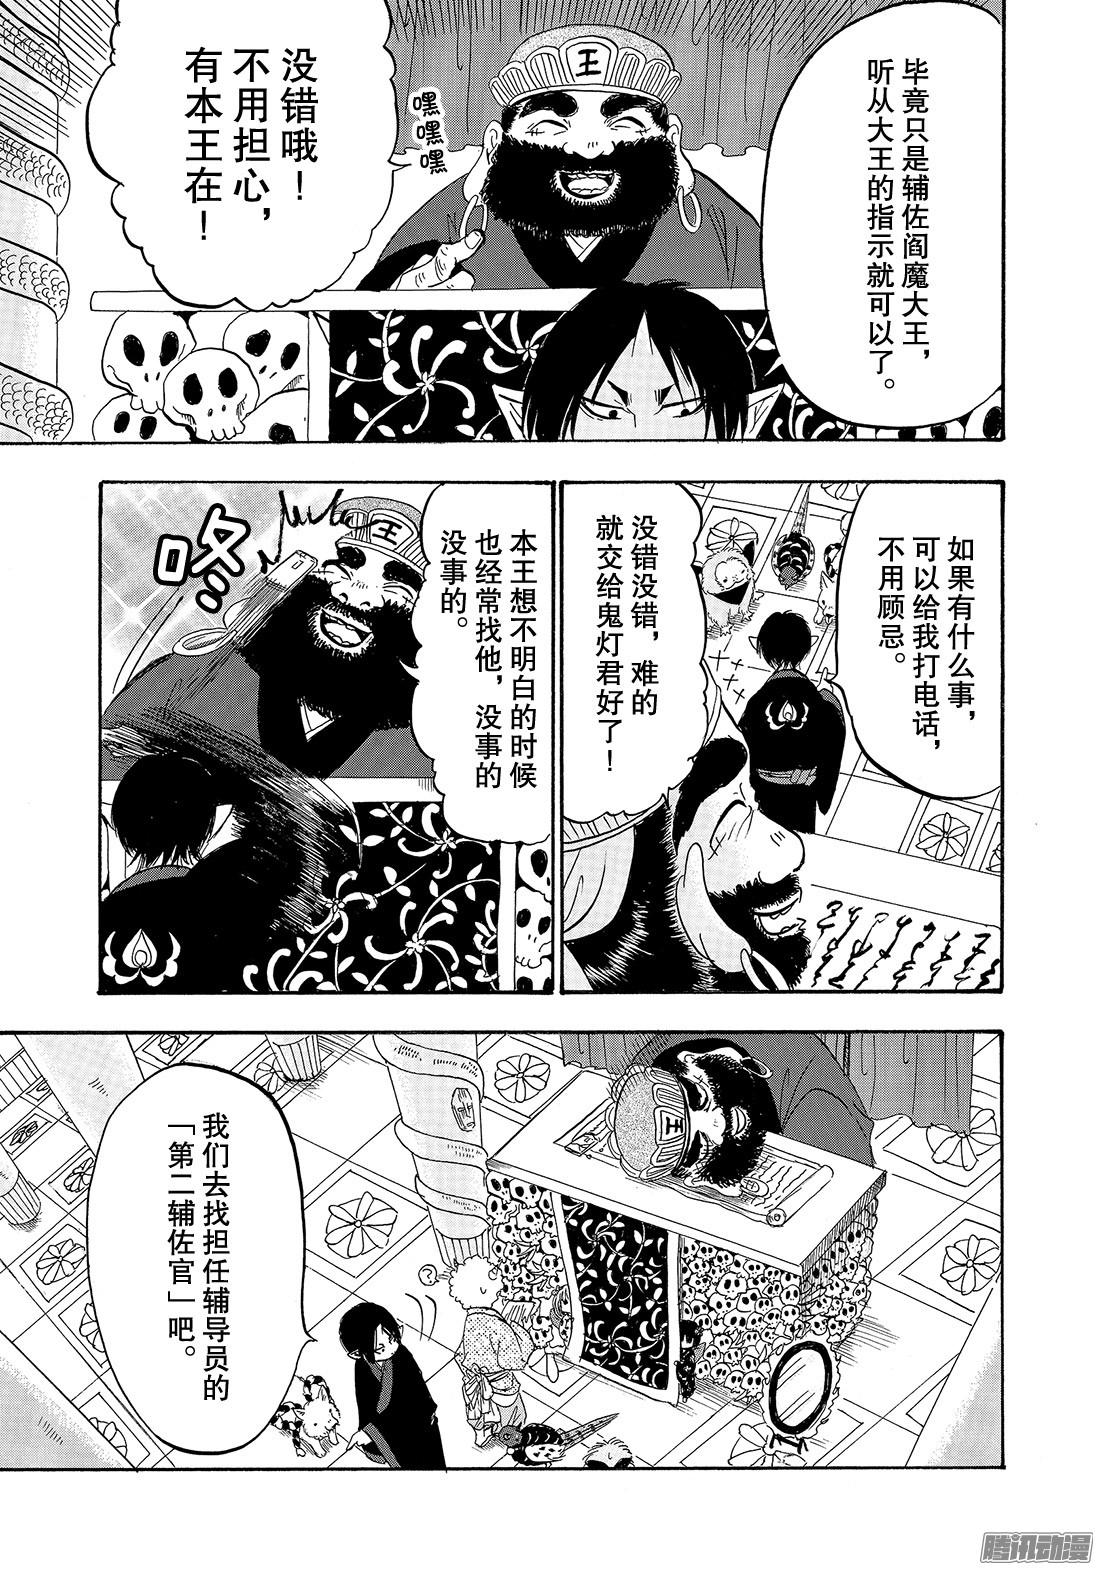 毕竟只是辅佐阎魔大王，
听从大王的指示就可以了。
王
嘿嘿嘿
没错哦！
不用担心，
有本王在！
如果有什么事，
可以给我打电话，
不用顾忌。
没错没错，难的
就交给鬼灯君好了！
本王想不明白的时候
也经常找他，没事的
没事的。
王
咚
王
我们去找担任辅导员的
「第二辅佐官」吧。
?
腾讯动漫